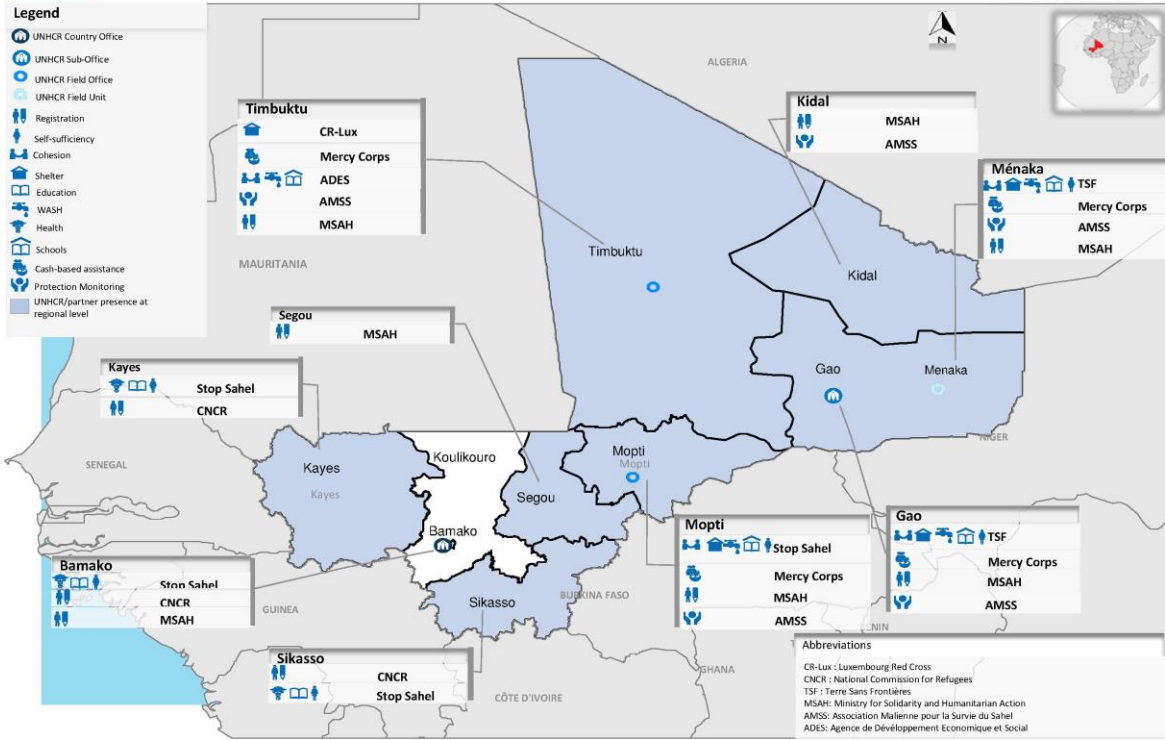 Legend
UNHCR Country Office
UNHCR Sub-Office
UNHCR Field Office
UNHCR Field Unit
Registration
Self-sufficiency
Cohesion
Shelter
Education
WASH
Health
Schools
Cash-based assistance
Protection Monitoring
UNHCR/partner presence at
regional level
N
ALGERIA
Timbuktu
CR-Lux
Mercy Corps
ADES
AMSS
MSAH
Kidal
MSAH
AMSS
Ménaka
TSF
Mercy Corps
AMSS
MSAH
MAURITANIA
Timbuktu
Kidal
Segou
MSAH
Kayes
Stop Sahel
CNCR
Gao
Menaka
NIGER
SENEGAL
Kayes
Kayes
Koulikouro
Segou
Mopti
Mopti
Bamako
Bamako
Stop Sahel
CNCR
MSAH
GUINEA
Sikasso
BURKINA FASO
Mopti
Stop Sahel
Mercy Corps
MSAH
AMSS
Gao
TSF
Mercy Corps
MSAH
AMSS
Sikasso
CNCR
Stop Sahel
CÔTE D'IVOIRE
GHANA
Abbreviations
CR-Lux : Luxembourg Red Cross
CNCR : National Commission for Refugees
TSF : Terre Sans Frontières
MSAH: Ministry for Solidarity and Humanitarian Action
AMSS: Association Malienne pour la Survie du Sahel
ADES: Agence de Dévéloppement Economique et Social